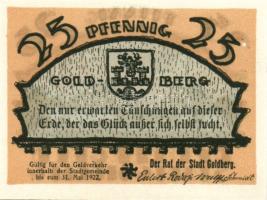 25 PFENNIG 25
GOLD- BERG
Den nur erwarten Täuschungen auf dieser
Erde, der das Glück außer sich selbst sucht.
Gültig für den Geldverkehr
innerhalb der Stadtgemeinde
bis zum 31. Mai 1922.
Der Rat der Stadt Goldberg.